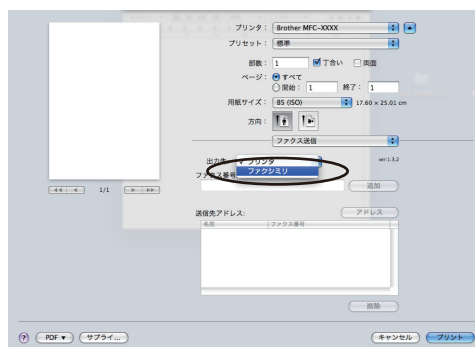 プリンタ： Brother MFC-XXXX
プリセット： 標準
部数： 1 丁合い 両面
ページ： すべて
開始： 1 終了： 1
用紙サイズ： B5 (ISO) 17.60 x 25.01 cm
方向：
ファクス送信
出力先 プリンタ ver:1.3.2
ファクシミリ
ファクス番号
追加
1/1
送信先アドレス： アドレス
名前 ファクス番号
削除
? PDF サプライ... キャンセル プリント